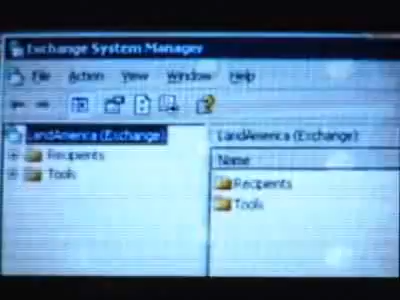 Exchange System Manager
File Action View Window Help
LandAmerica (Exchange)
Recipients
Tools
LandAmerica (Exchange)
Name
Recipients
Tools